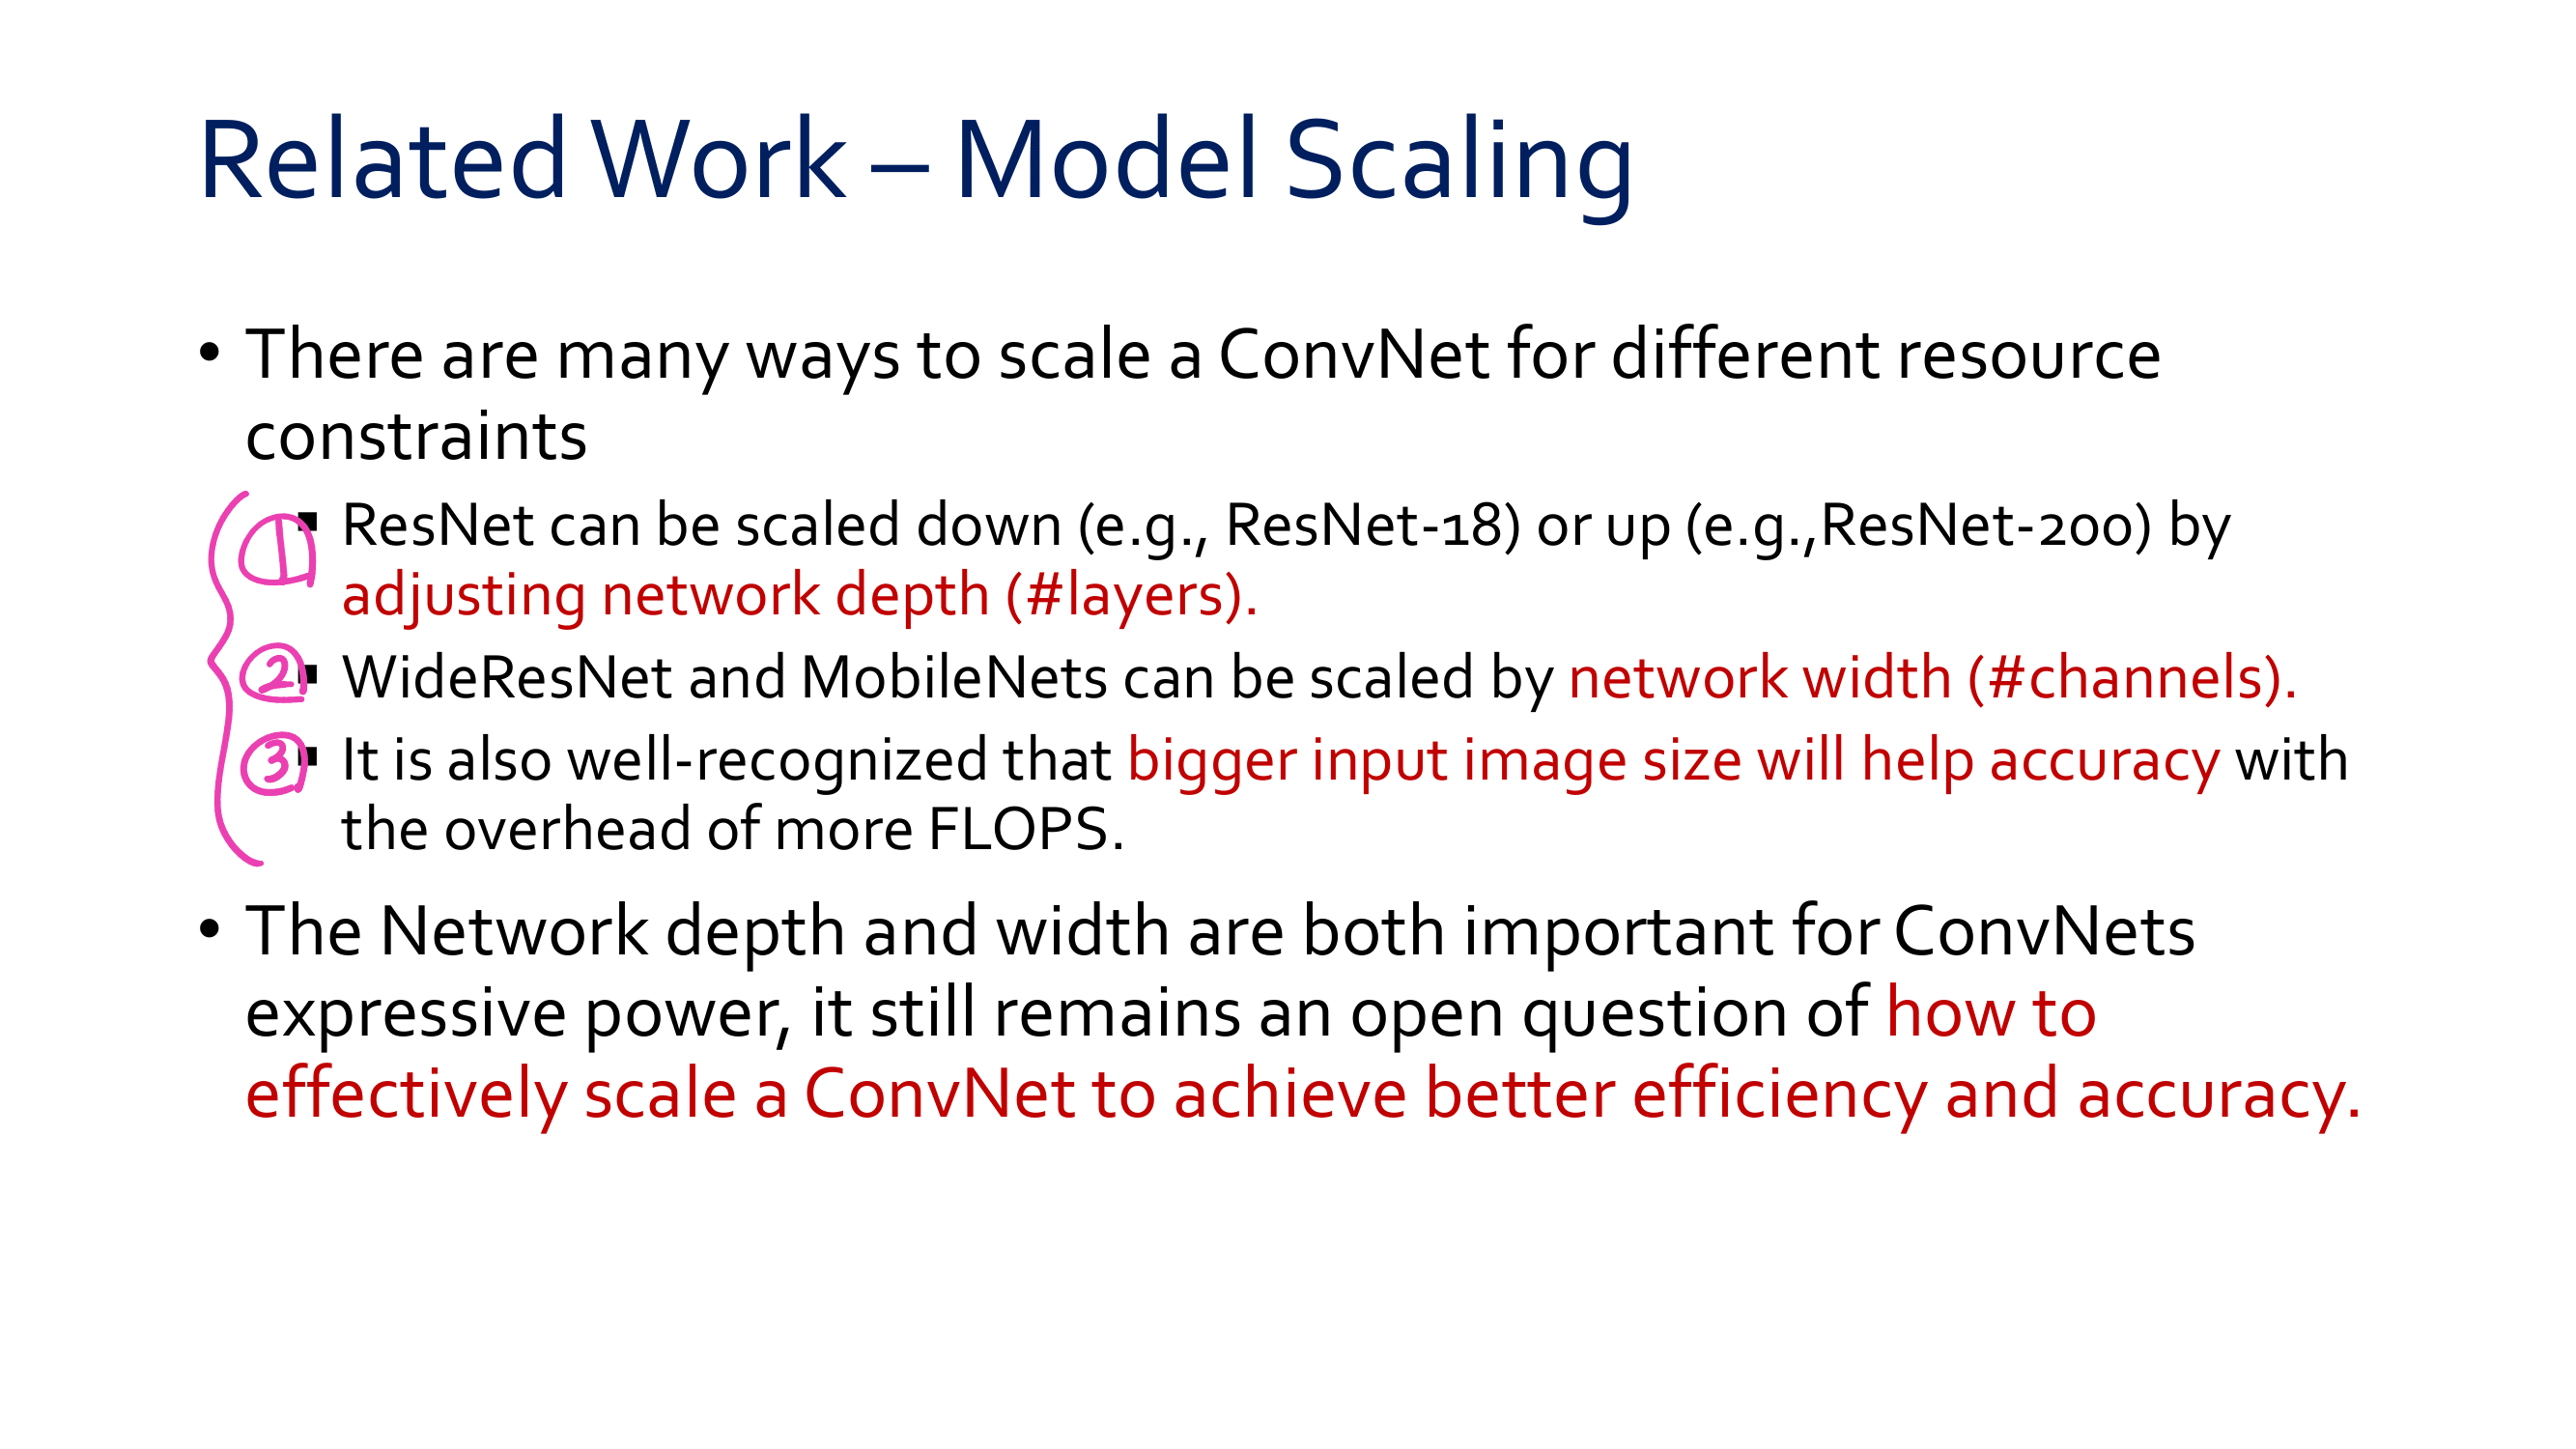 Related Work – Model Scaling
• There are many ways to scale a ConvNet for different resource
constraints
① ▪ ResNet can be scaled down (e.g., ResNet-18) or up (e.g.,ResNet-200) by
adjusting network depth (#layers).
② ▪ WideResNet and MobileNets can be scaled by network width (#channels).
③ ▪ It is also well-recognized that bigger input image size will help accuracy with
the overhead of more FLOPS.
• The Network depth and width are both important for ConvNets
expressive power, it still remains an open question of how to
effectively scale a ConvNet to achieve better efficiency and accuracy.